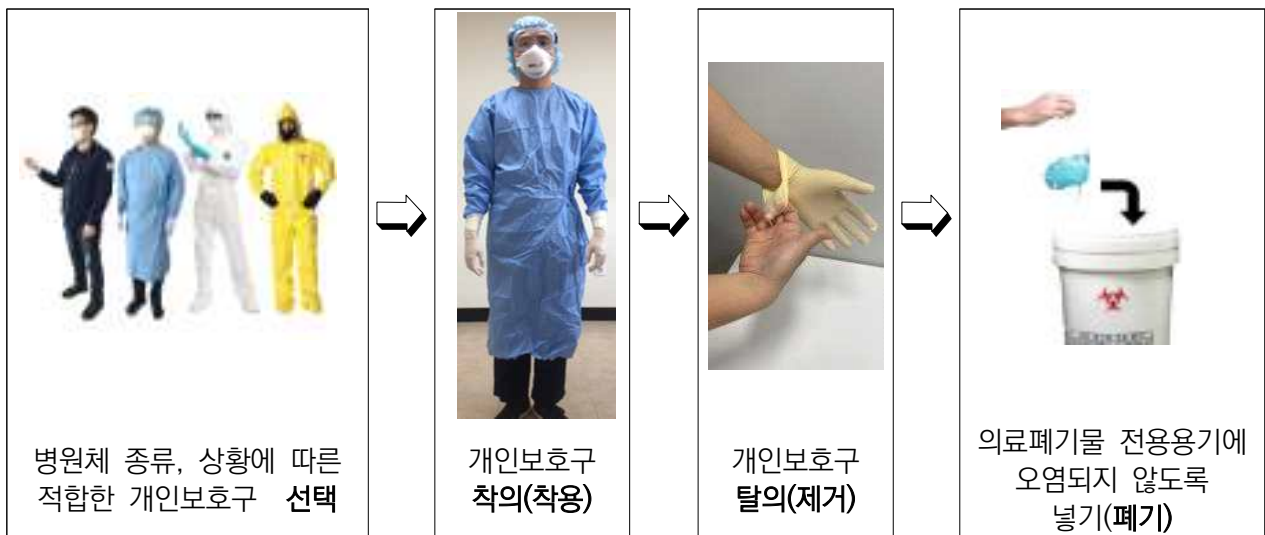 병원체 종류, 상황에 따른
적합한 개인보호구 선택
개인보호구
착의(착용)
개인보호구
탈의(제거)
의료폐기물 전용용기에
오염되지 않도록
넣기(폐기)